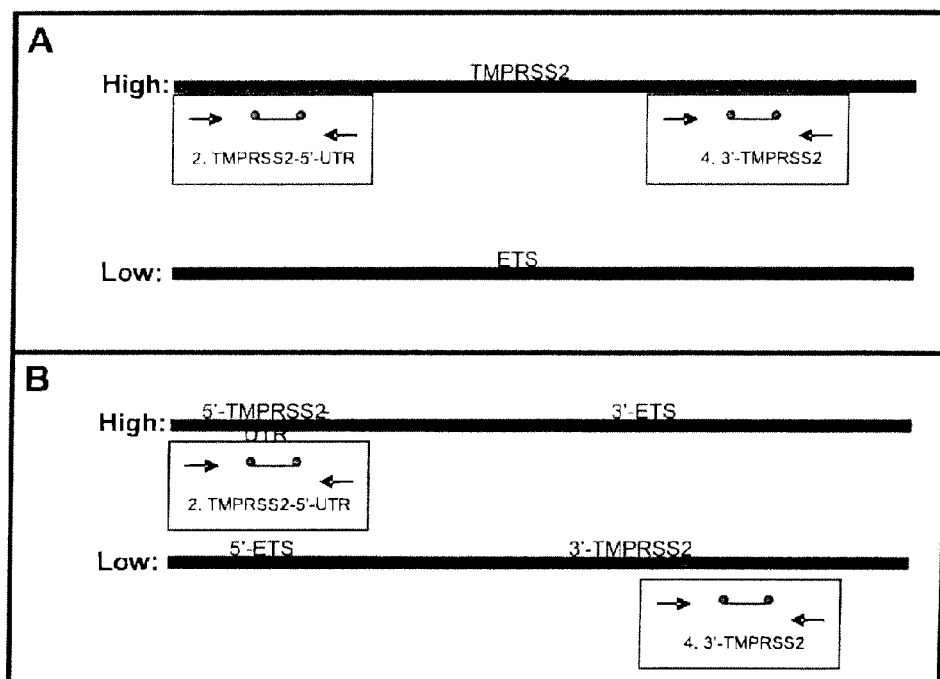 A
TMPRSS2
High:
2. TMPRSS2-5'-UTR
4. 3'-TMPRSS2
ETS
Low:
B
5'-TMPRSS2-
UTR
3'-ETS
High:
2. TMPRSS2-5'-UTR
5'-ETS
3'-TMPRSS2
Low:
4. 3'-TMPRSS2